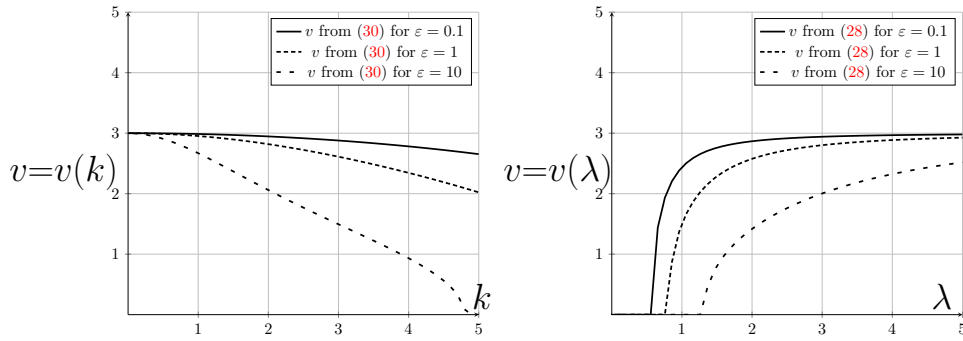 5
4
3
2
1
v=v(k)
v from (30) for ε = 0.1
v from (30) for ε = 1
v from (30) for ε = 10
k
1 2 3 4 5
5
4
3
2
1
v=v(λ)
v from (28) for ε = 0.1
v from (28) for ε = 1
v from (28) for ε = 10
λ
1 2 3 4 5